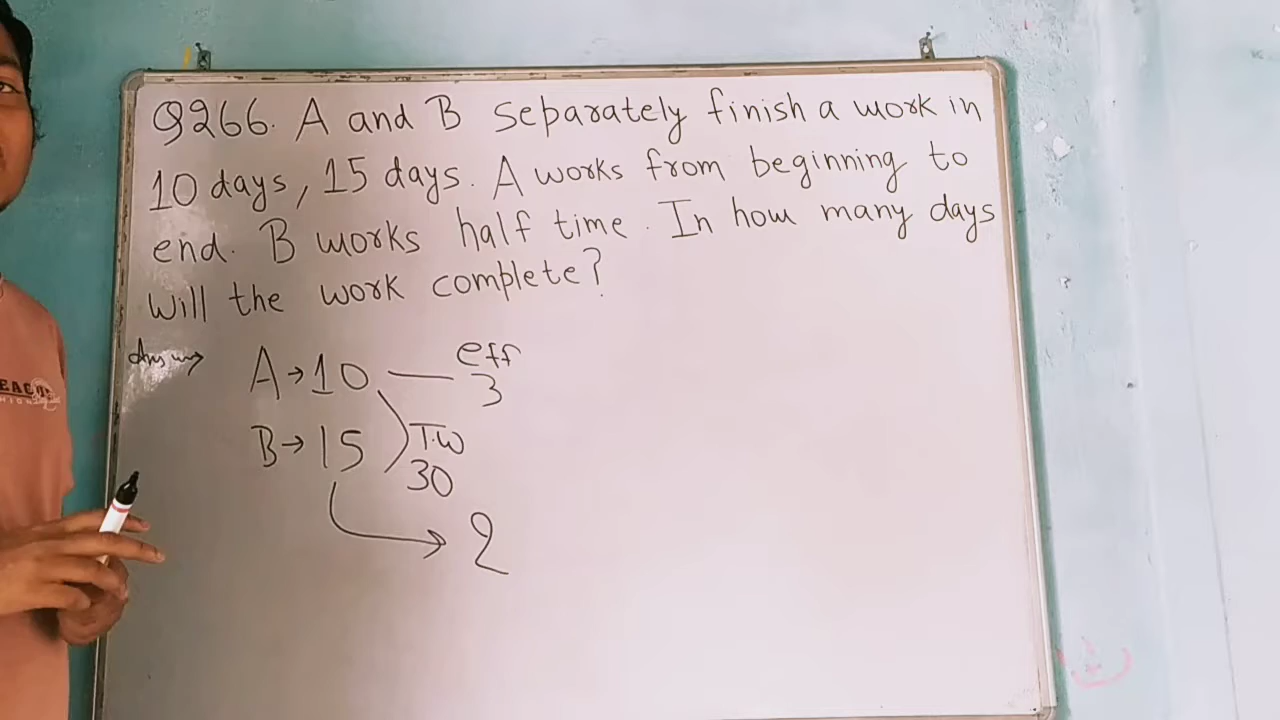 Q266. A and B separately finish a work in
10 days, 15 days. A works from beginning to
end. B works half time. In how many days
will the work complete?
Ans
eff
A→10 — 3
B→15 T.W
30
2